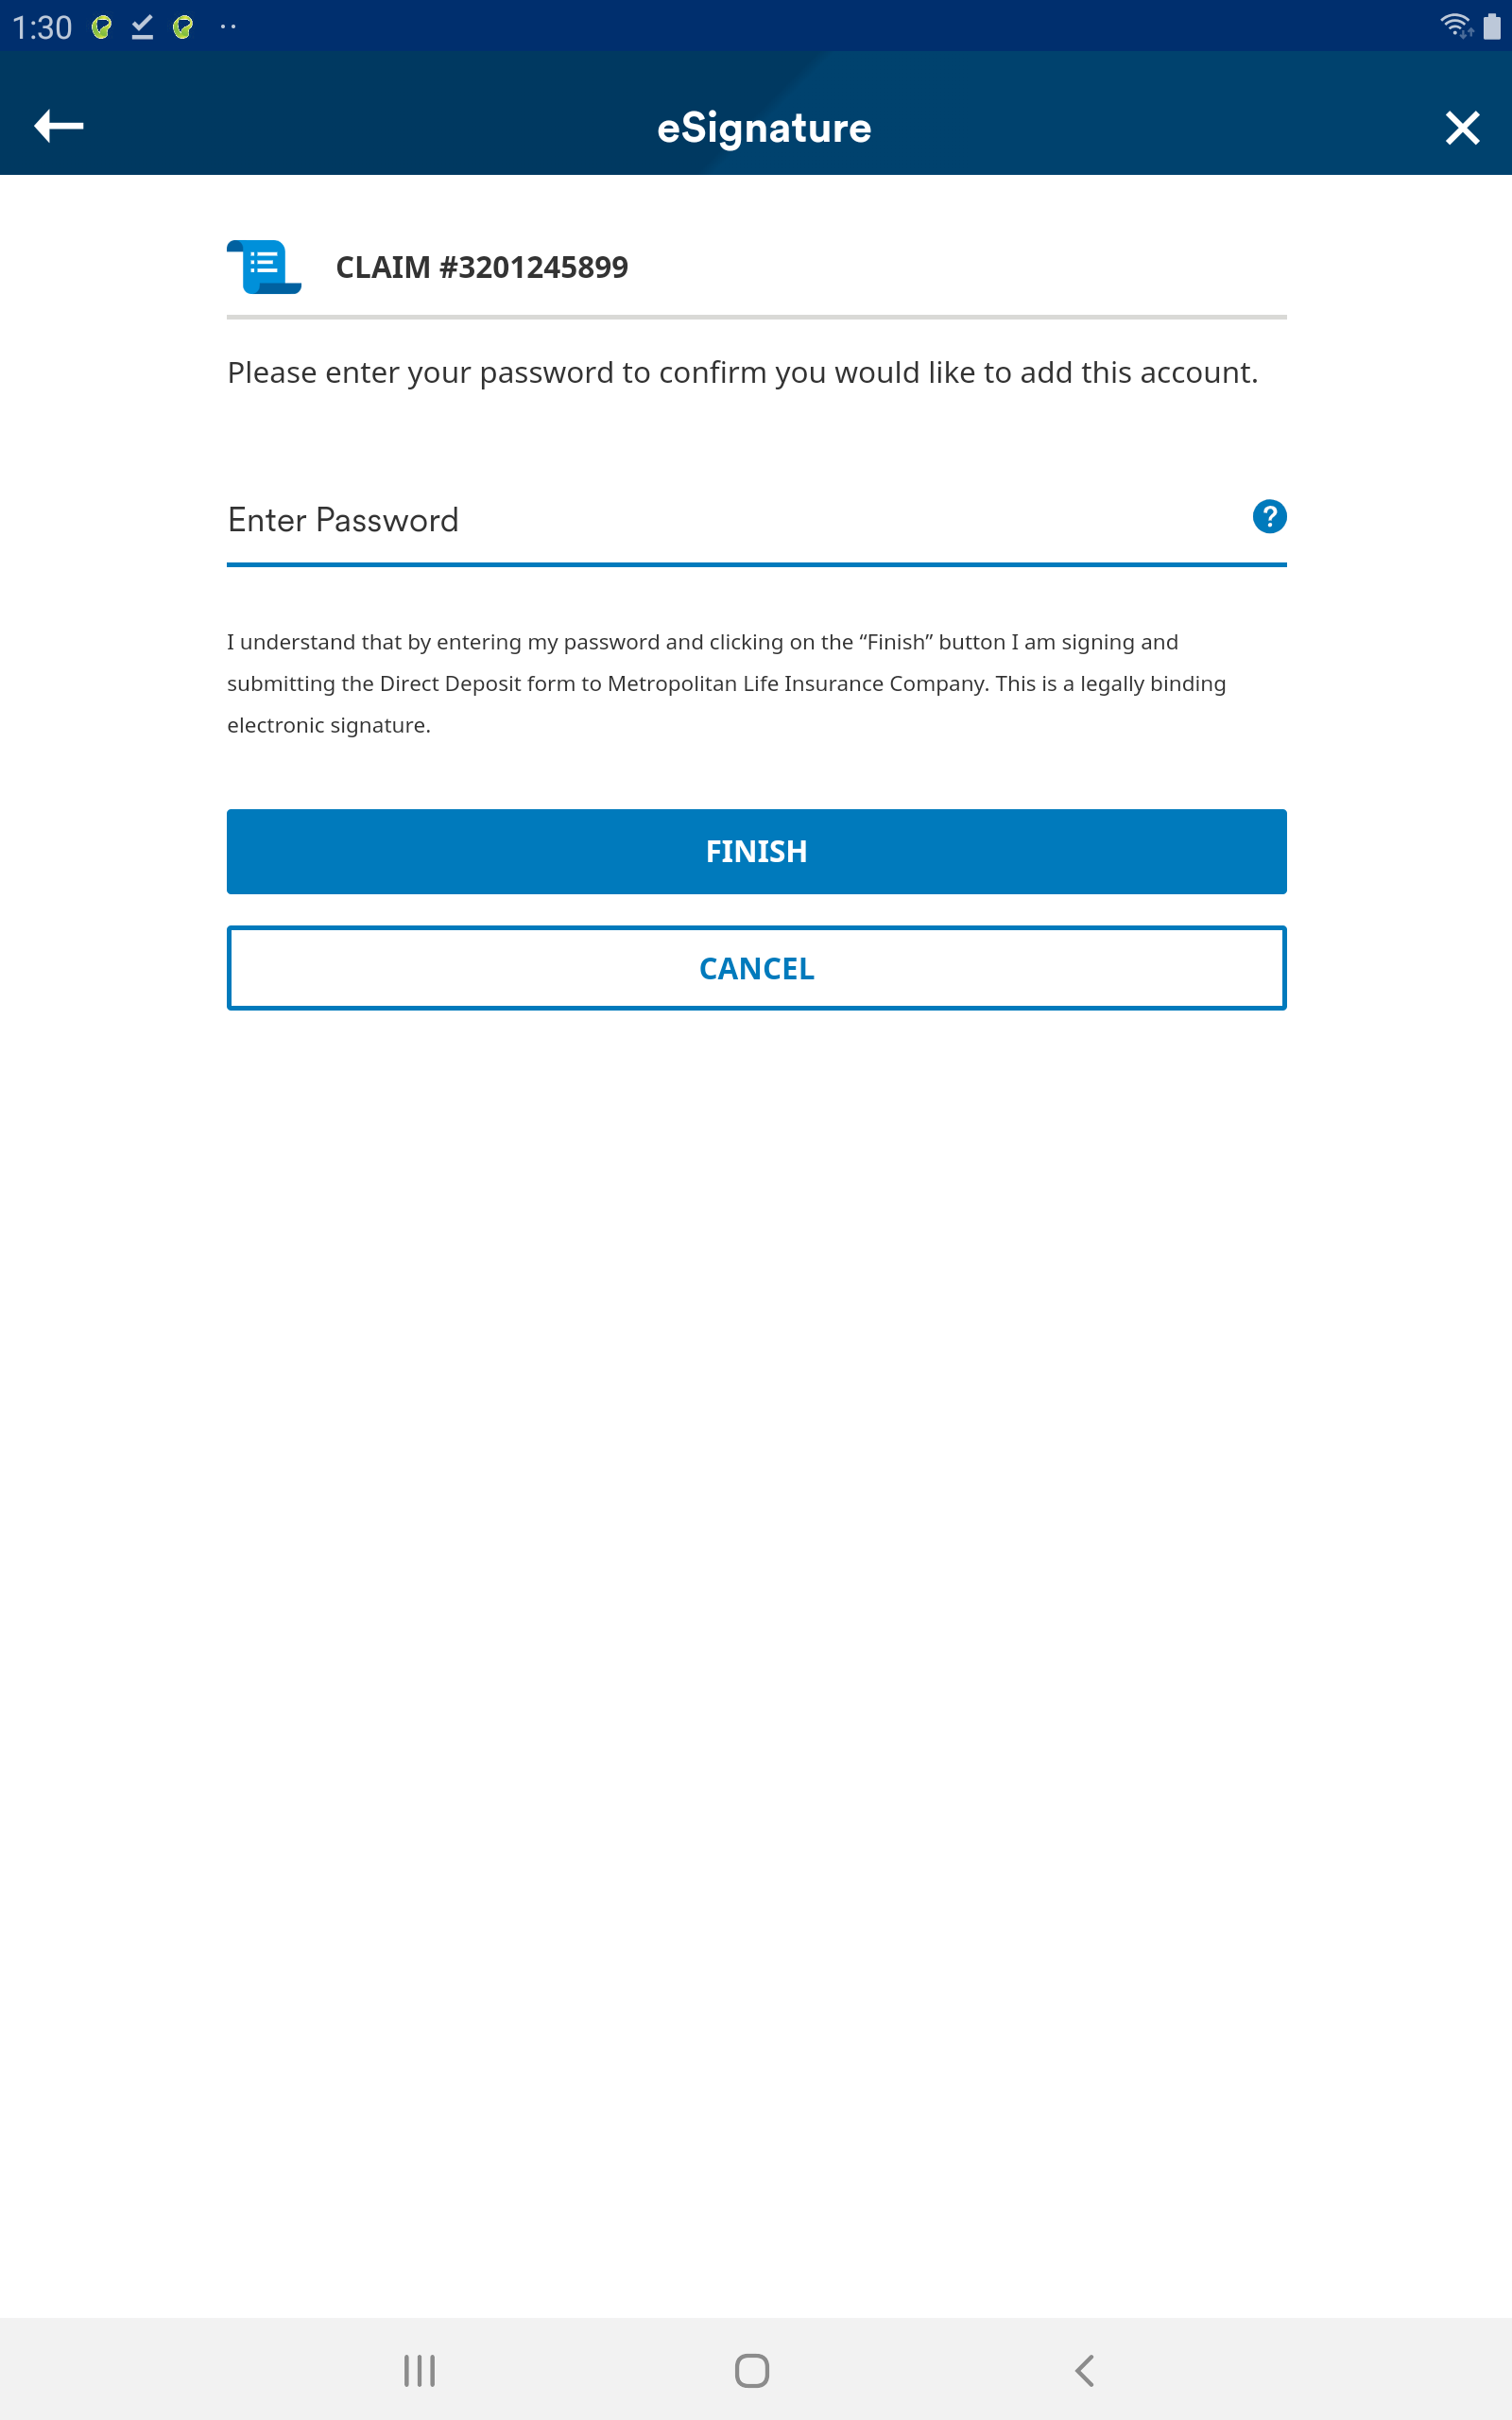 1:30
eSignature
CLAIM #3201245899
Please enter your password to confirm you would like to add this account.
Enter Password
?
I understand that by entering my password and clicking on the “Finish” button I am signing and
submitting the Direct Deposit form to Metropolitan Life Insurance Company. This is a legally binding
electronic signature.
FINISH
CANCEL